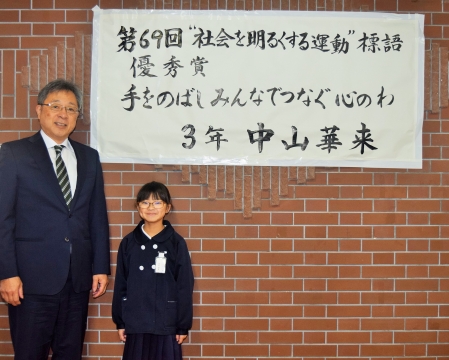 第69回"社会を明るくする運動"標語
優秀賞
手をのばしみんなでつなぐ心のわ
3年 中山華来